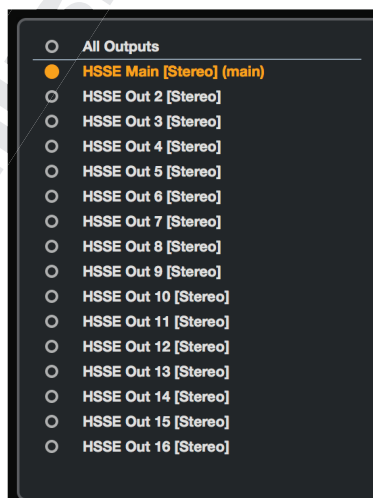 All Outputs
HSSE Main [Stereo] (main)
HSSE Out 2 [Stereo]
HSSE Out 3 [Stereo]
HSSE Out 4 [Stereo]
HSSE Out 5 [Stereo]
HSSE Out 6 [Stereo]
HSSE Out 7 [Stereo]
HSSE Out 8 [Stereo]
HSSE Out 9 [Stereo]
HSSE Out 10 [Stereo]
HSSE Out 11 [Stereo]
HSSE Out 12 [Stereo]
HSSE Out 13 [Stereo]
HSSE Out 14 [Stereo]
HSSE Out 15 [Stereo]
HSSE Out 16 [Stereo]